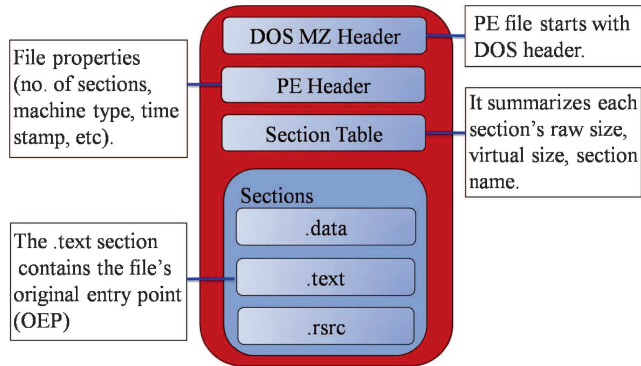 DOS MZ Header
PE file starts with
DOS header.
File properties
(no. of sections,
machine type, time
stamp, etc).
PE Header
Section Table
It summarizes each
section's raw size,
virtual size, section
name.
Sections
.data
The .text section
contains the file's
original entry point
(OEP)
.text
.rsrc